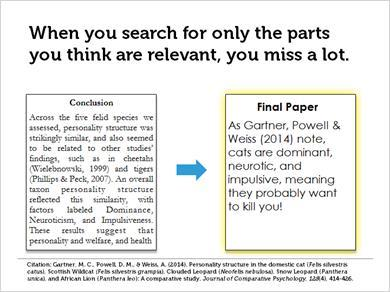 When you search for only the parts
you think are relevant, you miss a lot.
Conclusion
Across the five felid species we
assessed, personality structure was
strikingly similar, and also seemed
to be related to other studies'
findings, such as in cheetahs
(Wielebnowski, 1999) and tigers
(Phillips & Peck, 2007). An overall
taxon personality structure
reflected this similarity, with
factors labeled Dominance,
Neuroticism, and Impulsiveness.
These results suggest that
personality and welfare, and health
Final Paper
As Gartner, Powell &
Weiss (2014) note,
cats are dominant,
neurotic, and
impulsive, meaning
they probably want
to kill you!
Citation: Gartner, M. C., Powell, D. M., & Weiss, A. (2014). Personality structure in the domestic cat (Felis silvestris
catus), Scottish Wildcat (Felis silvestris grampia), Clouded Leopard (Neofelis nebulosa), Snow Leopard (Panthera
unica), and African Lion (Panthera leo): A comparative study. Journal of Comparative Psychology, 128(4), 414-426.